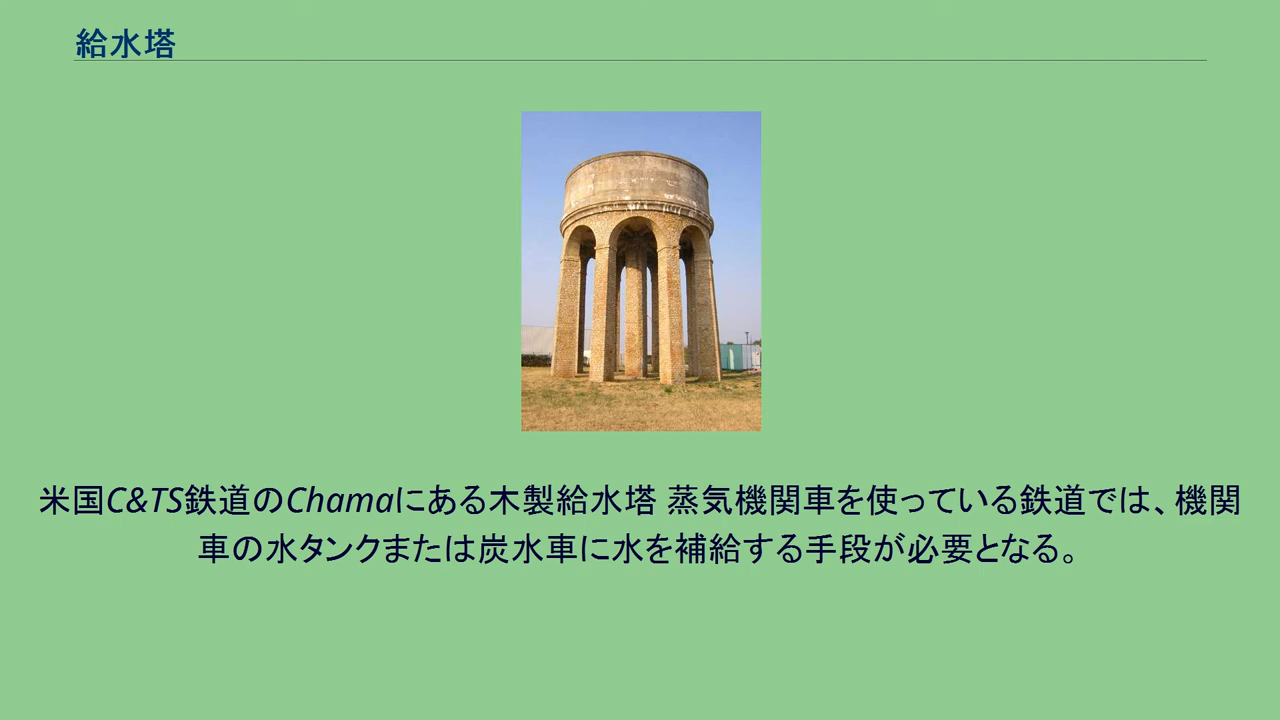 給水塔
米国C&TS鉄道のChamaにある木製給水塔 蒸気機関車を使っている鉄道では、機関
車の水タンクまたは炭水車に水を補給する手段が必要となる。